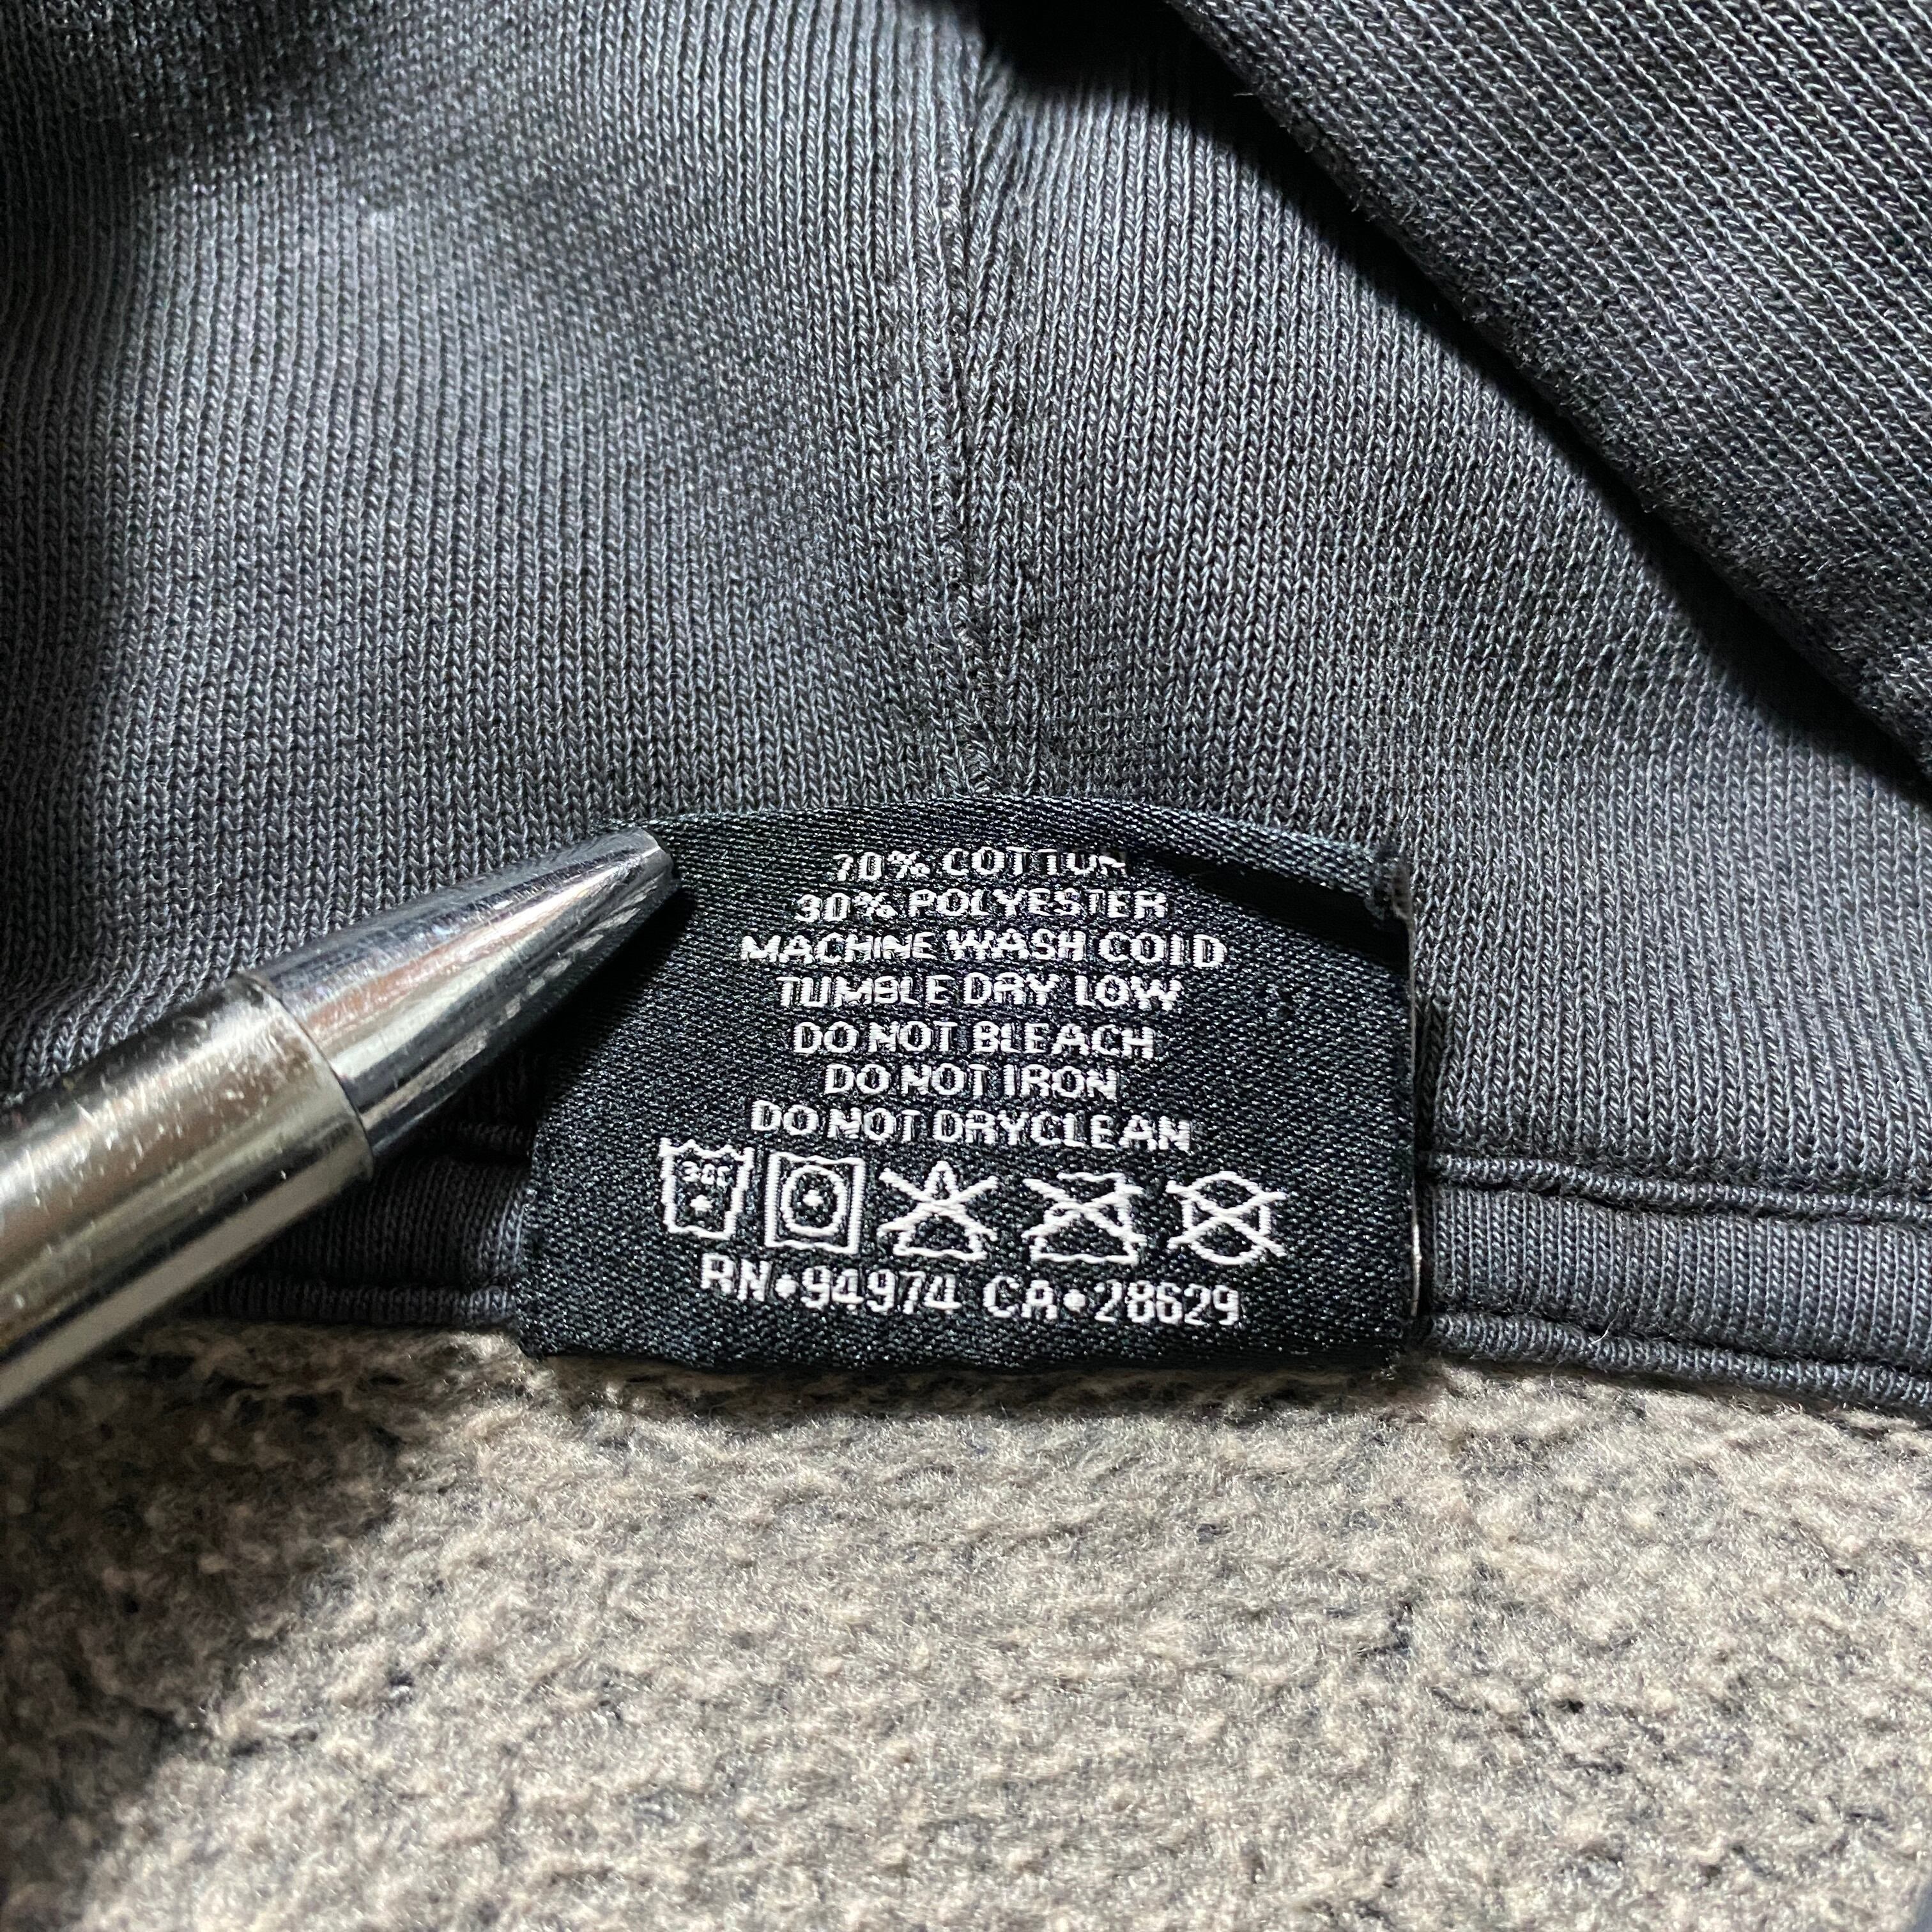 70% COTTON
30% POLYESTER
MACHINE WASH COLD
TUMBLE DRY LOW
DO NOT BLEACH
DO NOT IRON
DO NOT DRYCLEAN
30C
RN•94974 CA•28629